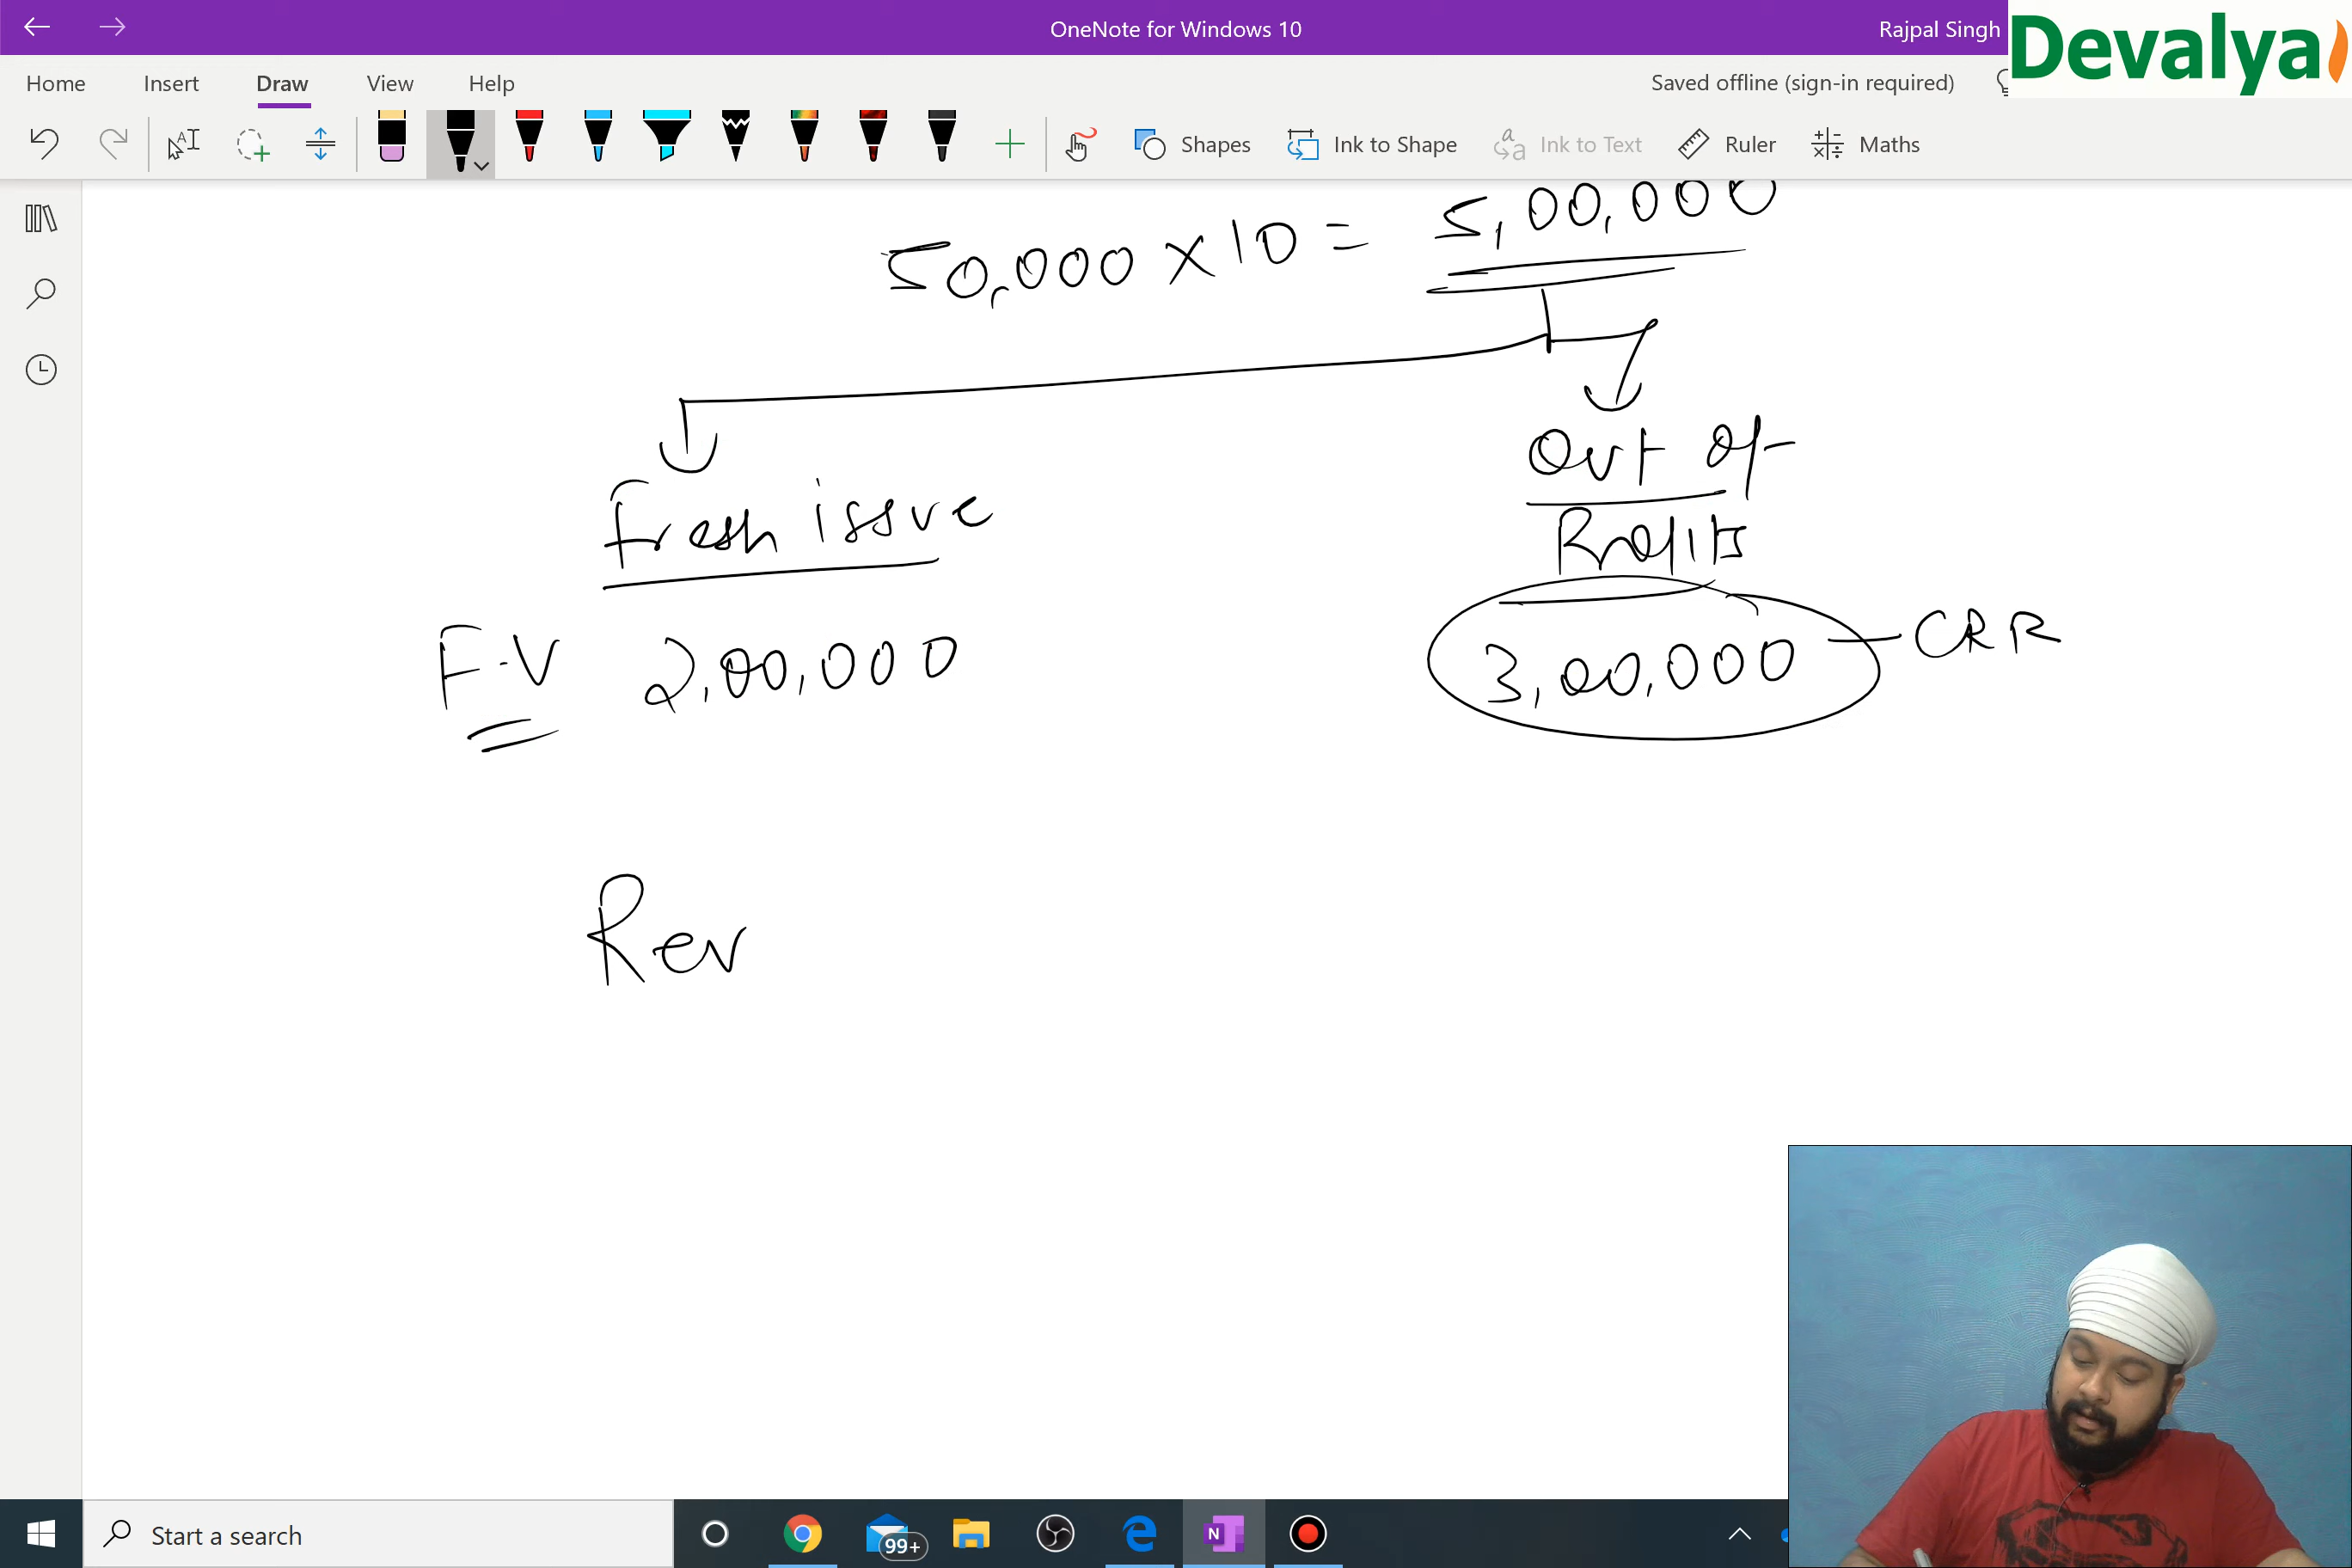 OneNote for Windows 10
Rajpal Singh
Devalya
Home Insert Draw View Help
Saved offline (sign-in required)
Shapes Ink to Shape Ink to Text Ruler Maths
50,000 × 10 = 5,00,000
Fresh issue
Out of
Profits
F.V 2,00,000
3,00,000 - CRR
Rev
Start a search
99+
N